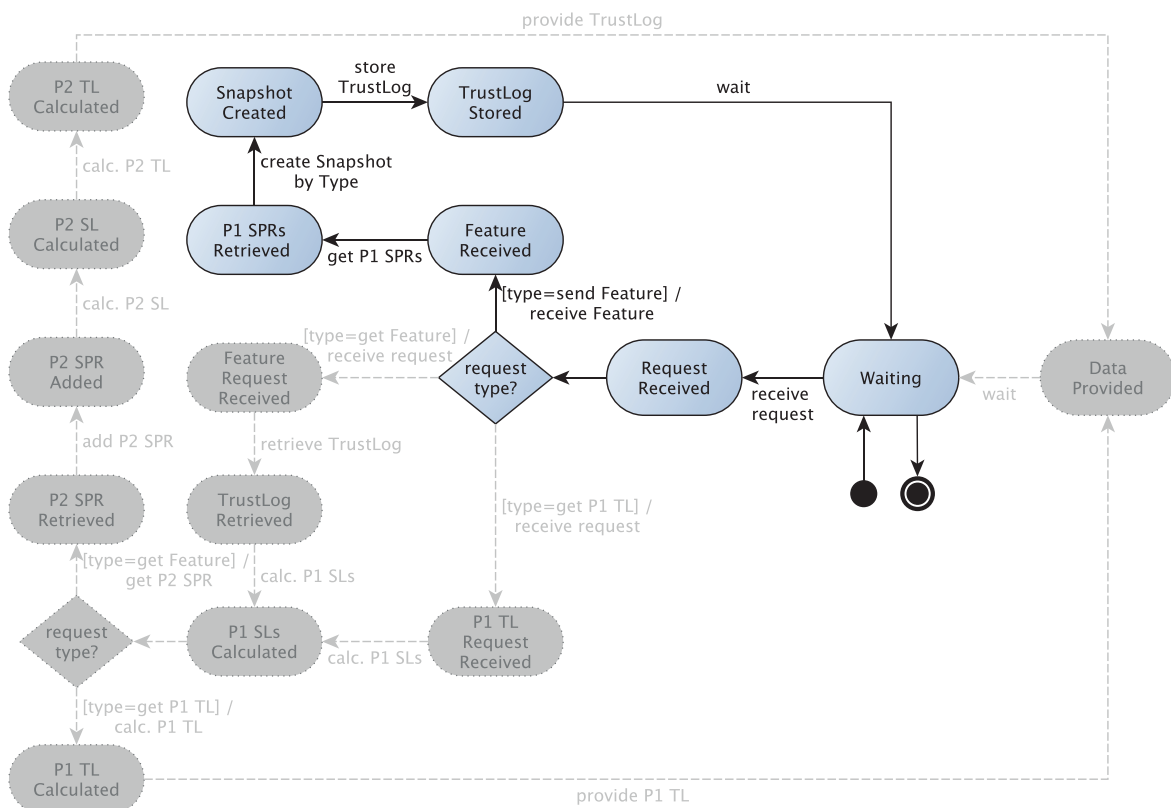 provide TrustLog
P2 TL
Calculated
Snapshot
Created
store
TrustLog
TrustLog
Stored
wait
calc. P2 TL
create Snapshot
by Type
P2 SL
Calculated
P1 SPRs
Retrieved
get P1 SPRs
Feature
Received
calc. P2 SL
[type=send Feature] /
receive Feature
[type=get Feature] /
receive request
P2 SPR
Added
Feature
Request
Received
request
type?
Request
Received
receive
request
Waiting
wait
Data
Provided
add P2 SPR
retrieve TrustLog
P2 SPR
Retrieved
TrustLog
Retrieved
[type=get P1 TL] /
receive request
[type=get Feature] /
get P2 SPR
calc. P1 SLs
request
type?
P1 SLs
Calculated
calc. P1 SLs
P1 TL
Request
Received
[type=get P1 TL] /
calc. P1 TL
P1 TL
Calculated
provide P1 TL